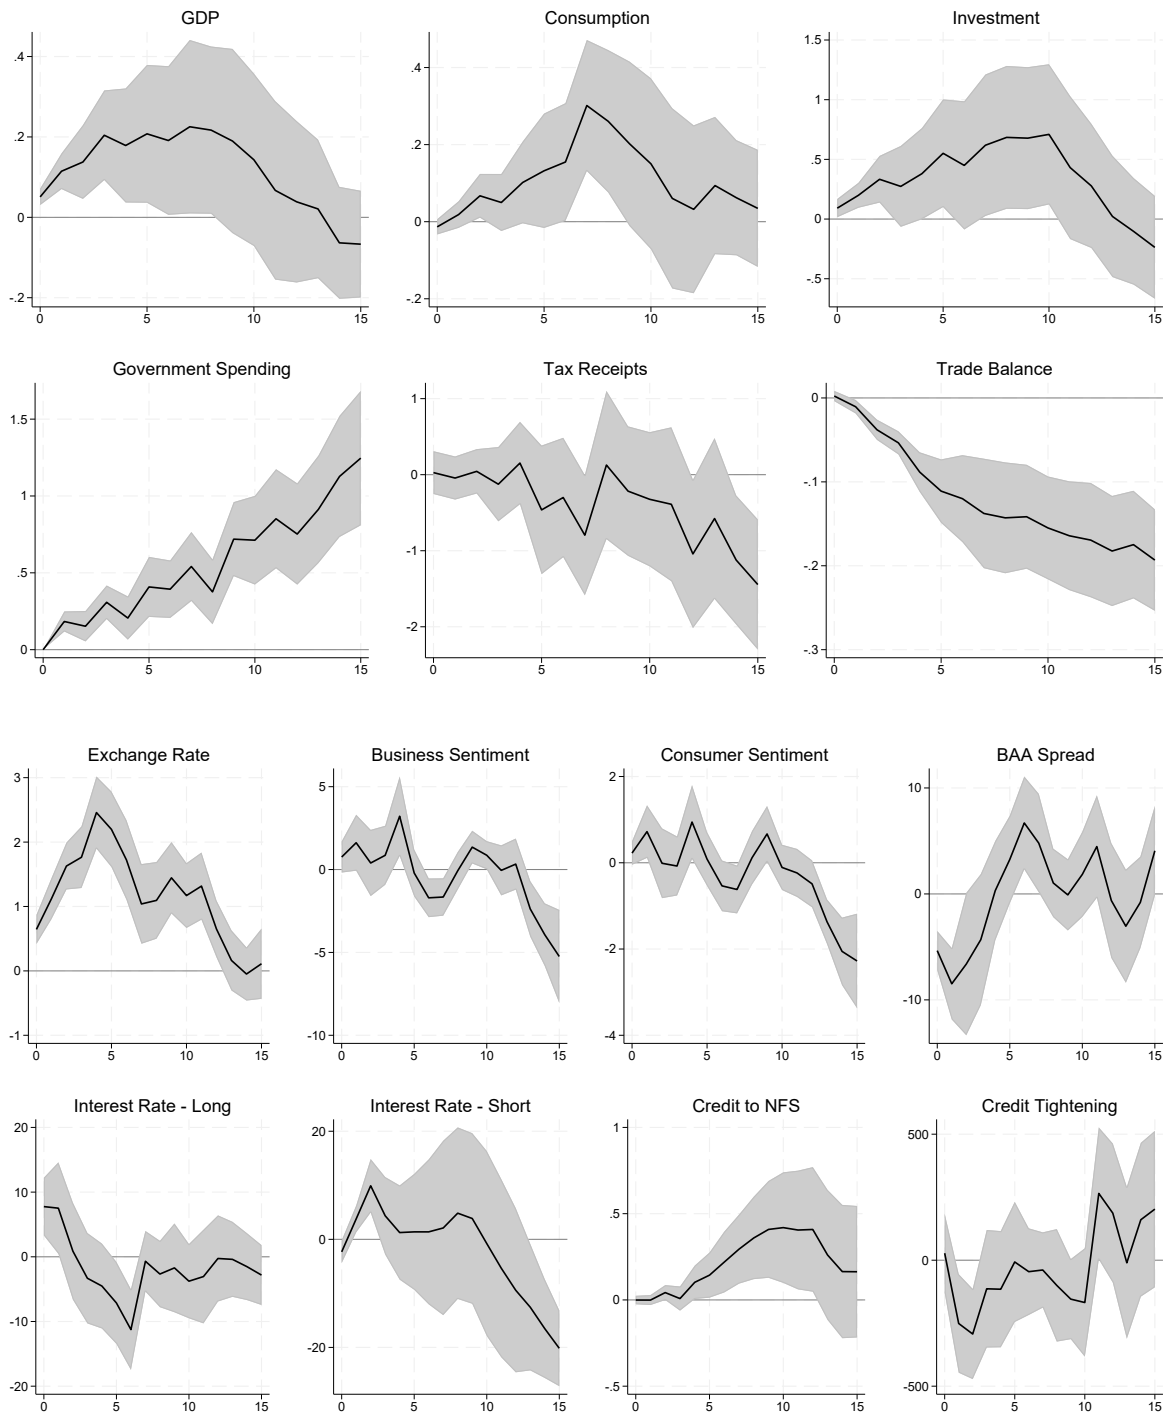 GDP
.4
.2
0
-.2
0 5 10 15
Consumption
.4
.2
0
-.2
0 5 10 15
Investment
1.5
1
.5
0
-.5
0 5 10 15
Government Spending
1.5
1
.5
0
0 5 10 15
Tax Receipts
1
0
-1
-2
0 5 10 15
Trade Balance
0
-.1
-.2
-.3
0 5 10 15
Exchange Rate
3
2
1
0
-1
0 5 10 15
Business Sentiment
5
0
-5
-10
0 5 10 15
Consumer Sentiment
2
0
-2
-4
0 5 10 15
BAA Spread
10
0
-10
0 5 10 15
Interest Rate - Long
20
10
0
-10
-20
0 5 10 15
Interest Rate - Short
20
0
-20
0 5 10 15
Credit to NFS
1
.5
0
-.5
0 5 10 15
Credit Tightening
500
0
-500
0 5 10 15